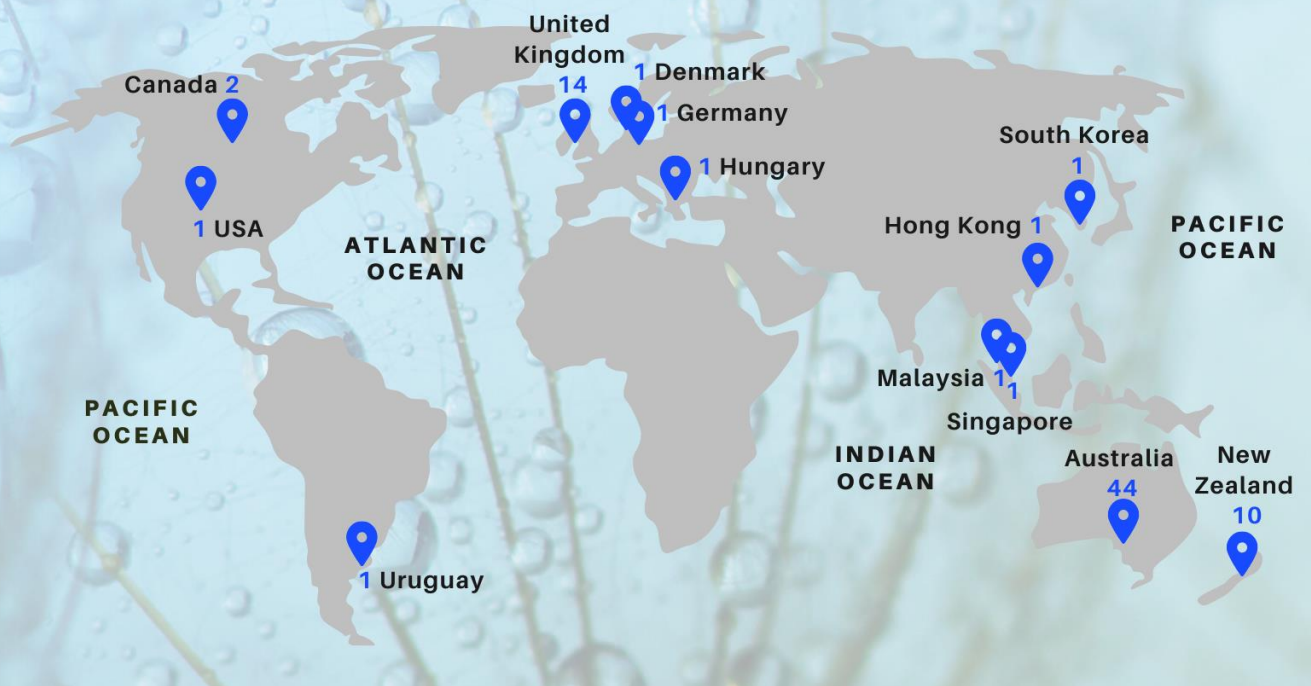 United
Kingdom
14
1 Denmark
Canada 2
1 Germany
South Korea
1
1 Hungary
1 USA
Hong Kong 1
PACIFIC
OCEAN
ATLANTIC
OCEAN
Malaysia 1
1
Singapore
PACIFIC
OCEAN
INDIAN
OCEAN
Australia
44
New
Zealand
10
1 Uruguay